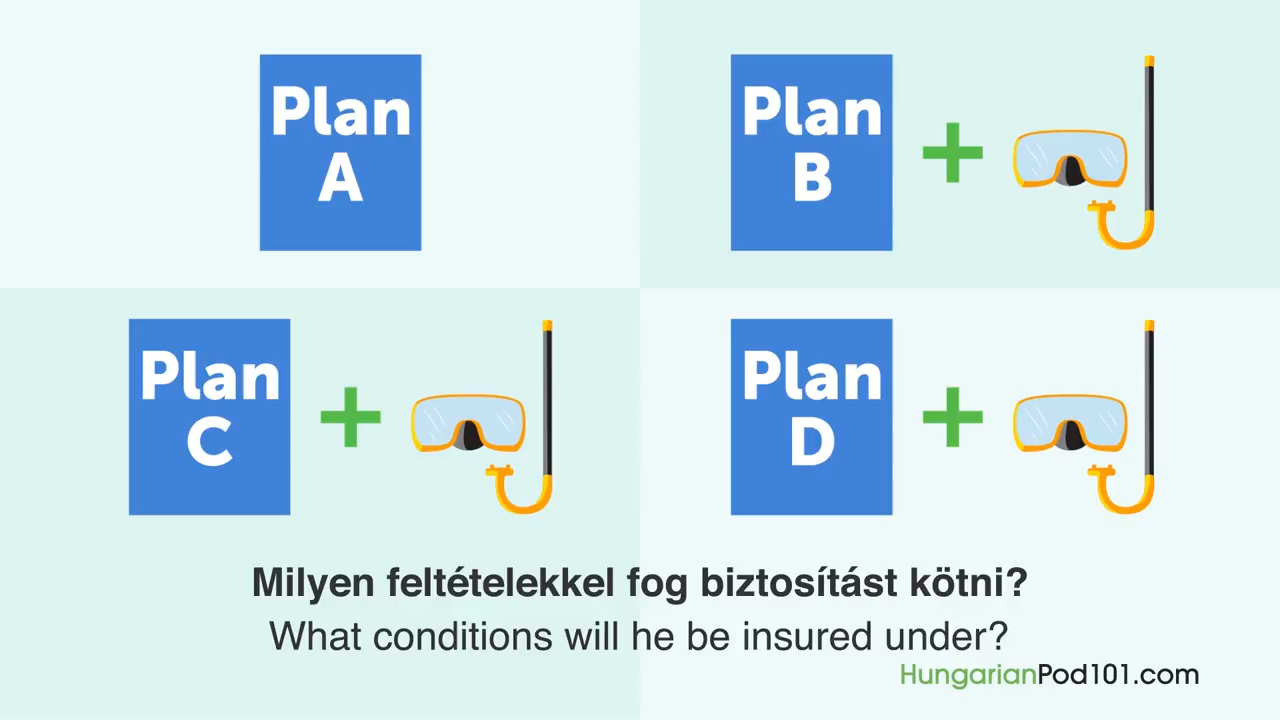 Plan
A
Plan
B
Plan
C
Plan
D
Milyen feltételekkel fog biztosítást kötni?
What conditions will he be insured under?
HungarianPod101.com